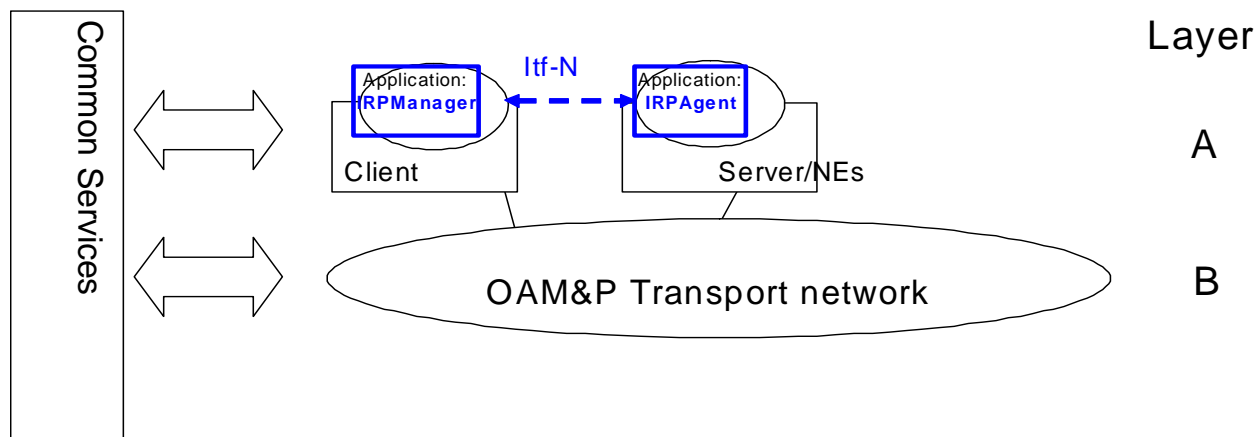 Common Services
Layer
Itf-N
Application:
IRPManager
Application:
IRPAgent
A
Client
Server/NEs
OAM&P Transport network
B